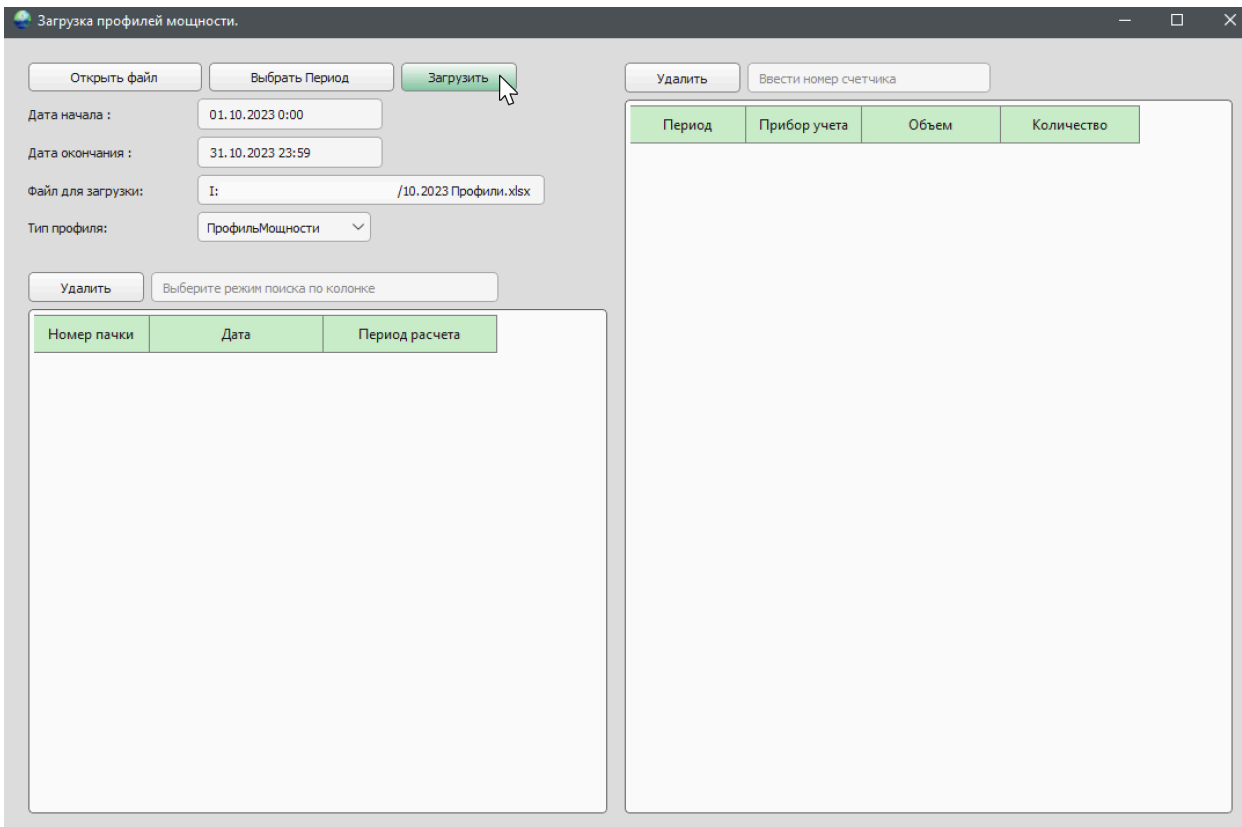 Загрузка профилей мощности.
Открыть файл
Выбрать Период
Загрузить
Дата начала :
01.10.2023 0:00
Дата окончания :
31.10.2023 23:59
Файл для загрузки:
I: /10.2023 Профили.xlsx
Тип профиля:
ПрофильМощности
Удалить
Выберите режим поиска по колонке
Номер пачки
Дата
Период расчета
Удалить
Ввести номер счетчика
Период
Прибор учета
Объем
Количество